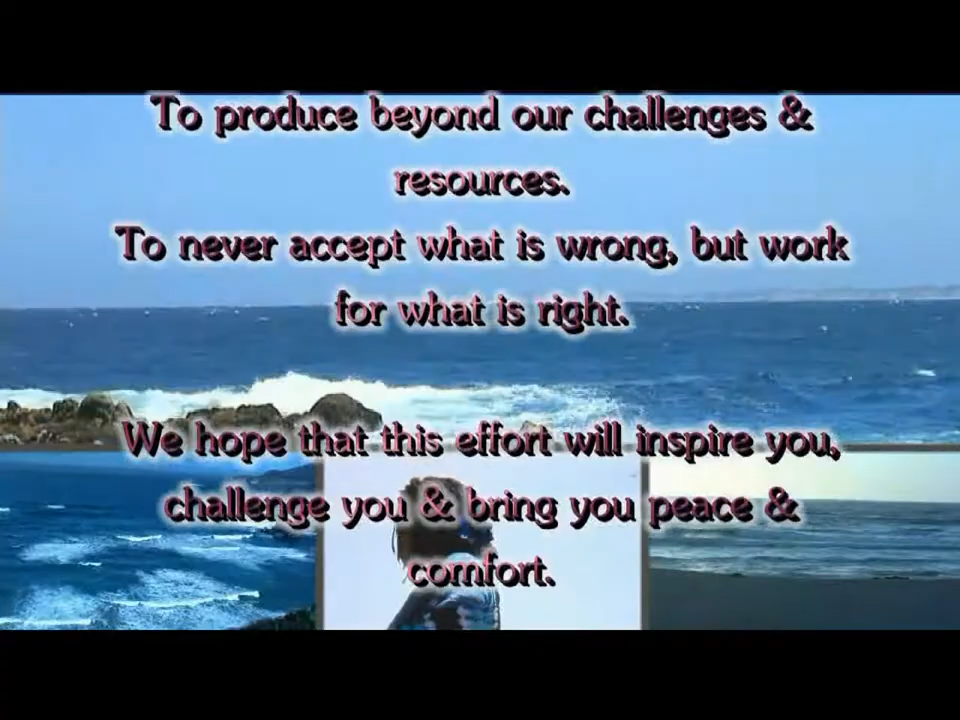 To produce beyond our challenges &
resources.
To never accept what is wrong, but work
for what is right.
We hope that this effort will inspire you,
challenge you & bring you peace &
comfort.